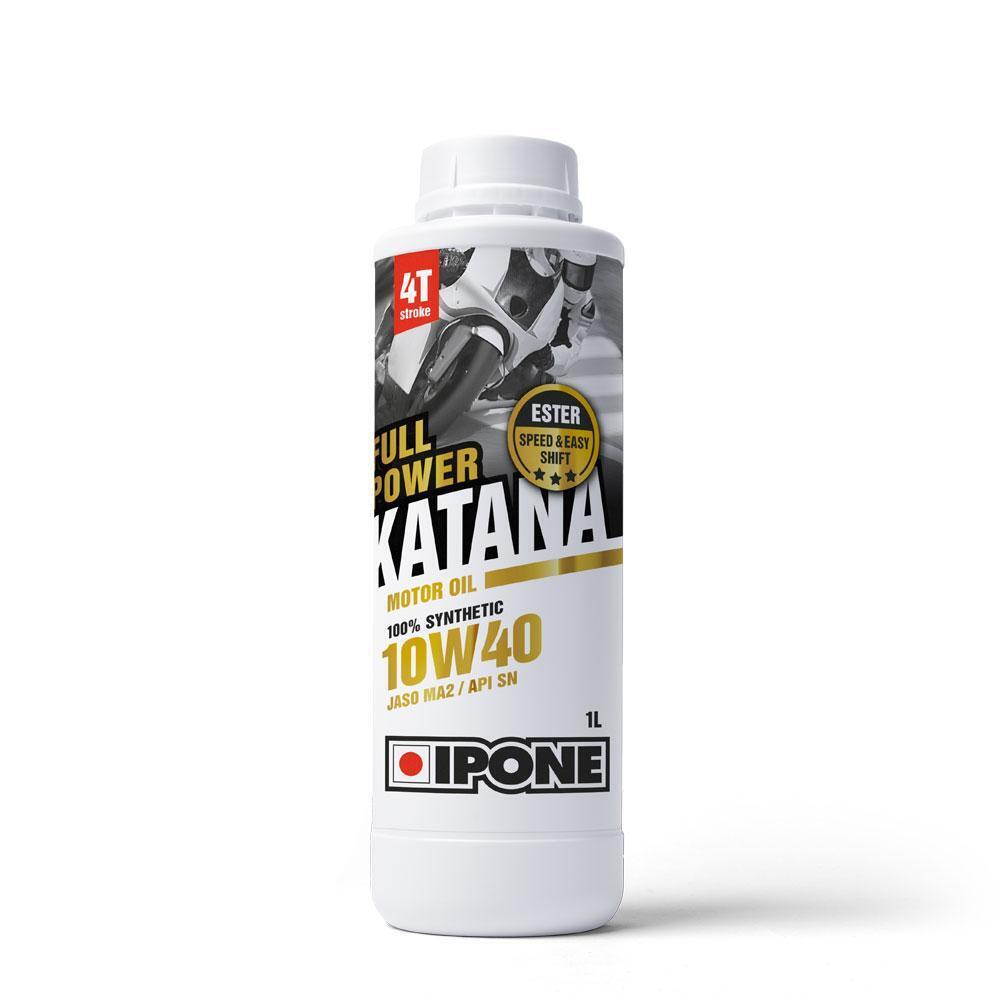 4T
stroke
ESTER
SPEED & EASY
SHIFT
FULL
POWER
KATANA
MOTOR OIL
100% SYNTHETIC
10W40
JASO MA2 / API SN
1L
IPONE